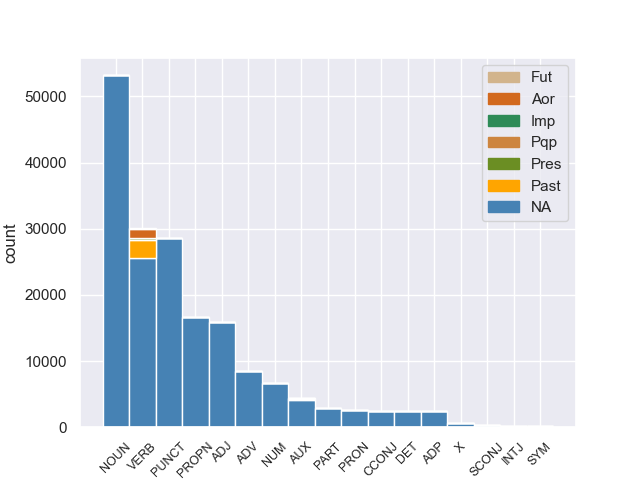 Fut
Aor
Imp
Pqp
Pres
Past
NA
count
50000
40000
30000
20000
10000
0
NOUN
VERB
PUNCT
PROPN
ADJ
ADV
NUM
AUX
PART
PRON
CCONJ
DET
ADP
X
SCONJ
INTJ
SYM